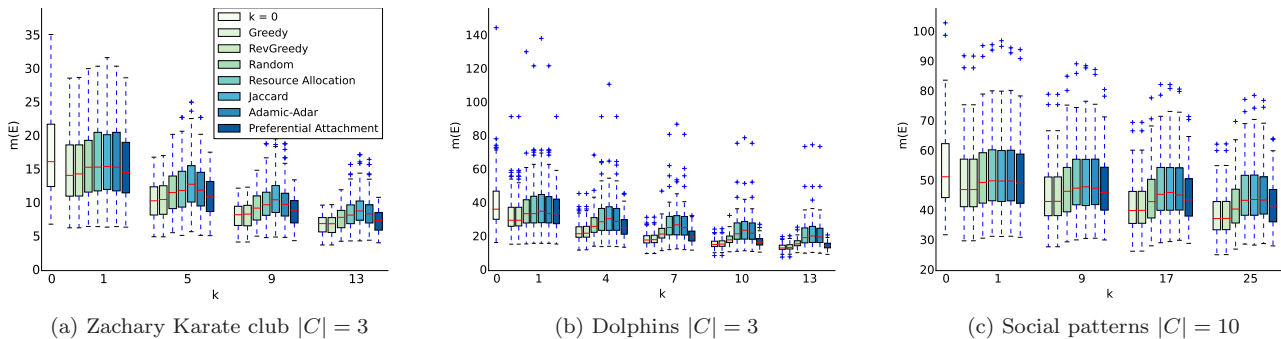 m(E)
35
30
25
20
15
10
5
0
k = 0
Greedy
RevGreedy
Random
Resource Allocation
Jaccard
Adamic-Adar
Preferential Attachment
0 1 5 9 13
k
(a) Zachary Karate club |C| = 3
m(E)
140
120
100
80
60
40
20
0
0 1 4 7 10 13
k
(b) Dolphins |C| = 3
m(E)
100
90
80
70
60
50
40
30
20
0 1 9 17 25
k
(c) Social patterns |C| = 10